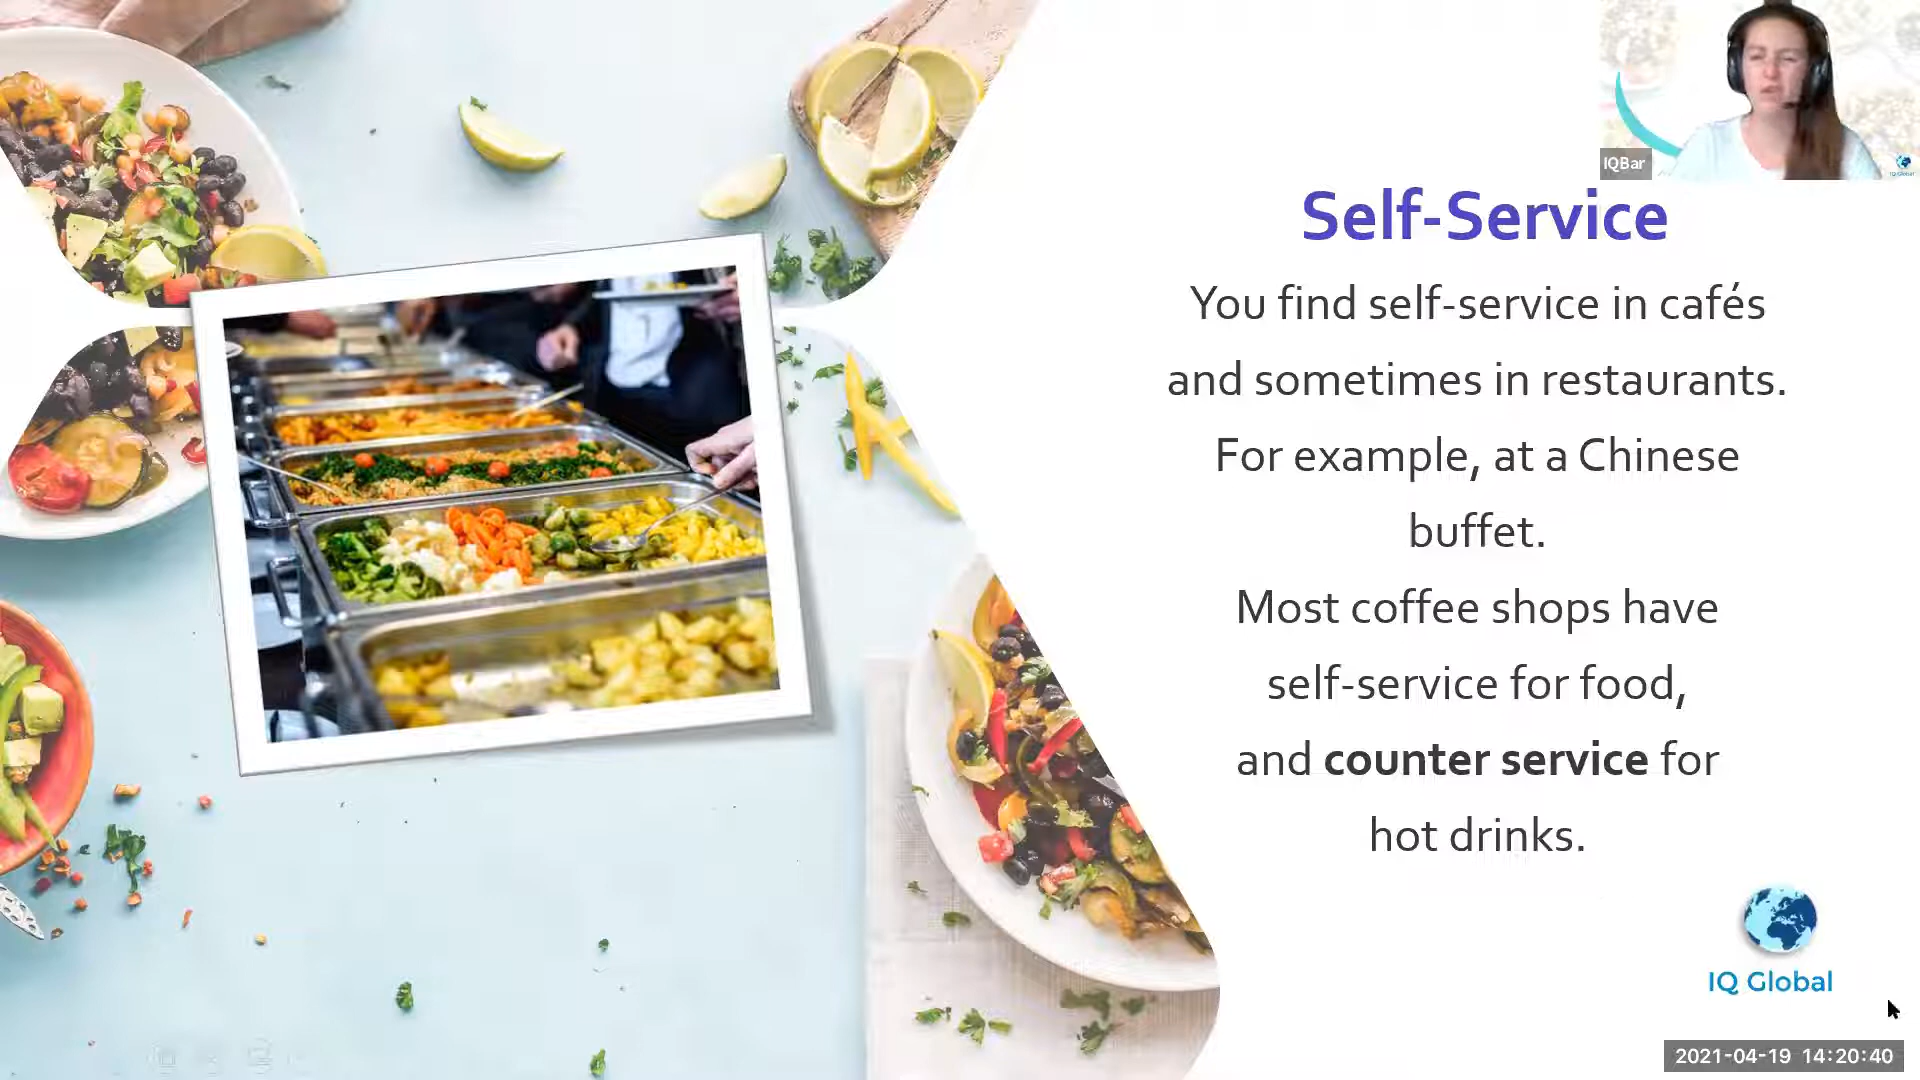 IQBar
Self-Service
You find self-service in cafés
and sometimes in restaurants.
For example, at a Chinese
buffet.
Most coffee shops have
self-service for food,
and counter service for
hot drinks.
IQ Global
2021-04-19 14:20:40